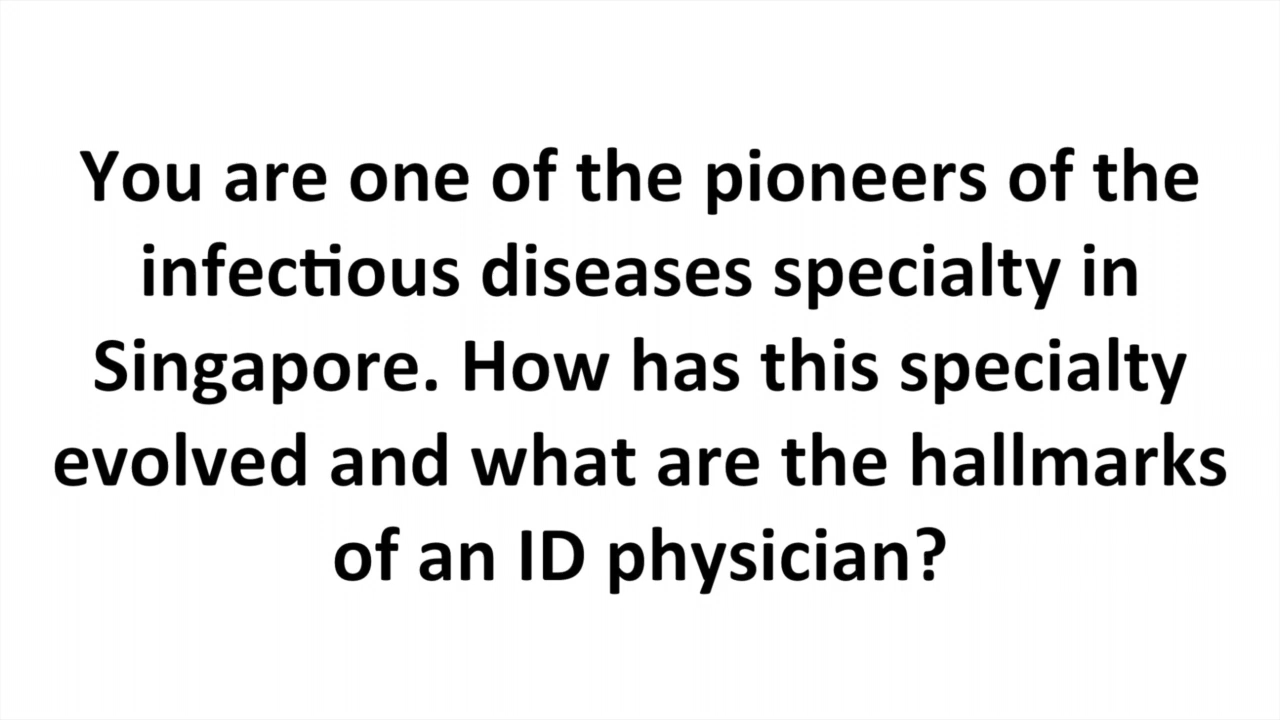 You are one of the pioneers of the
infectious diseases specialty in
Singapore. How has this specialty
evolved and what are the hallmarks
of an ID physician?